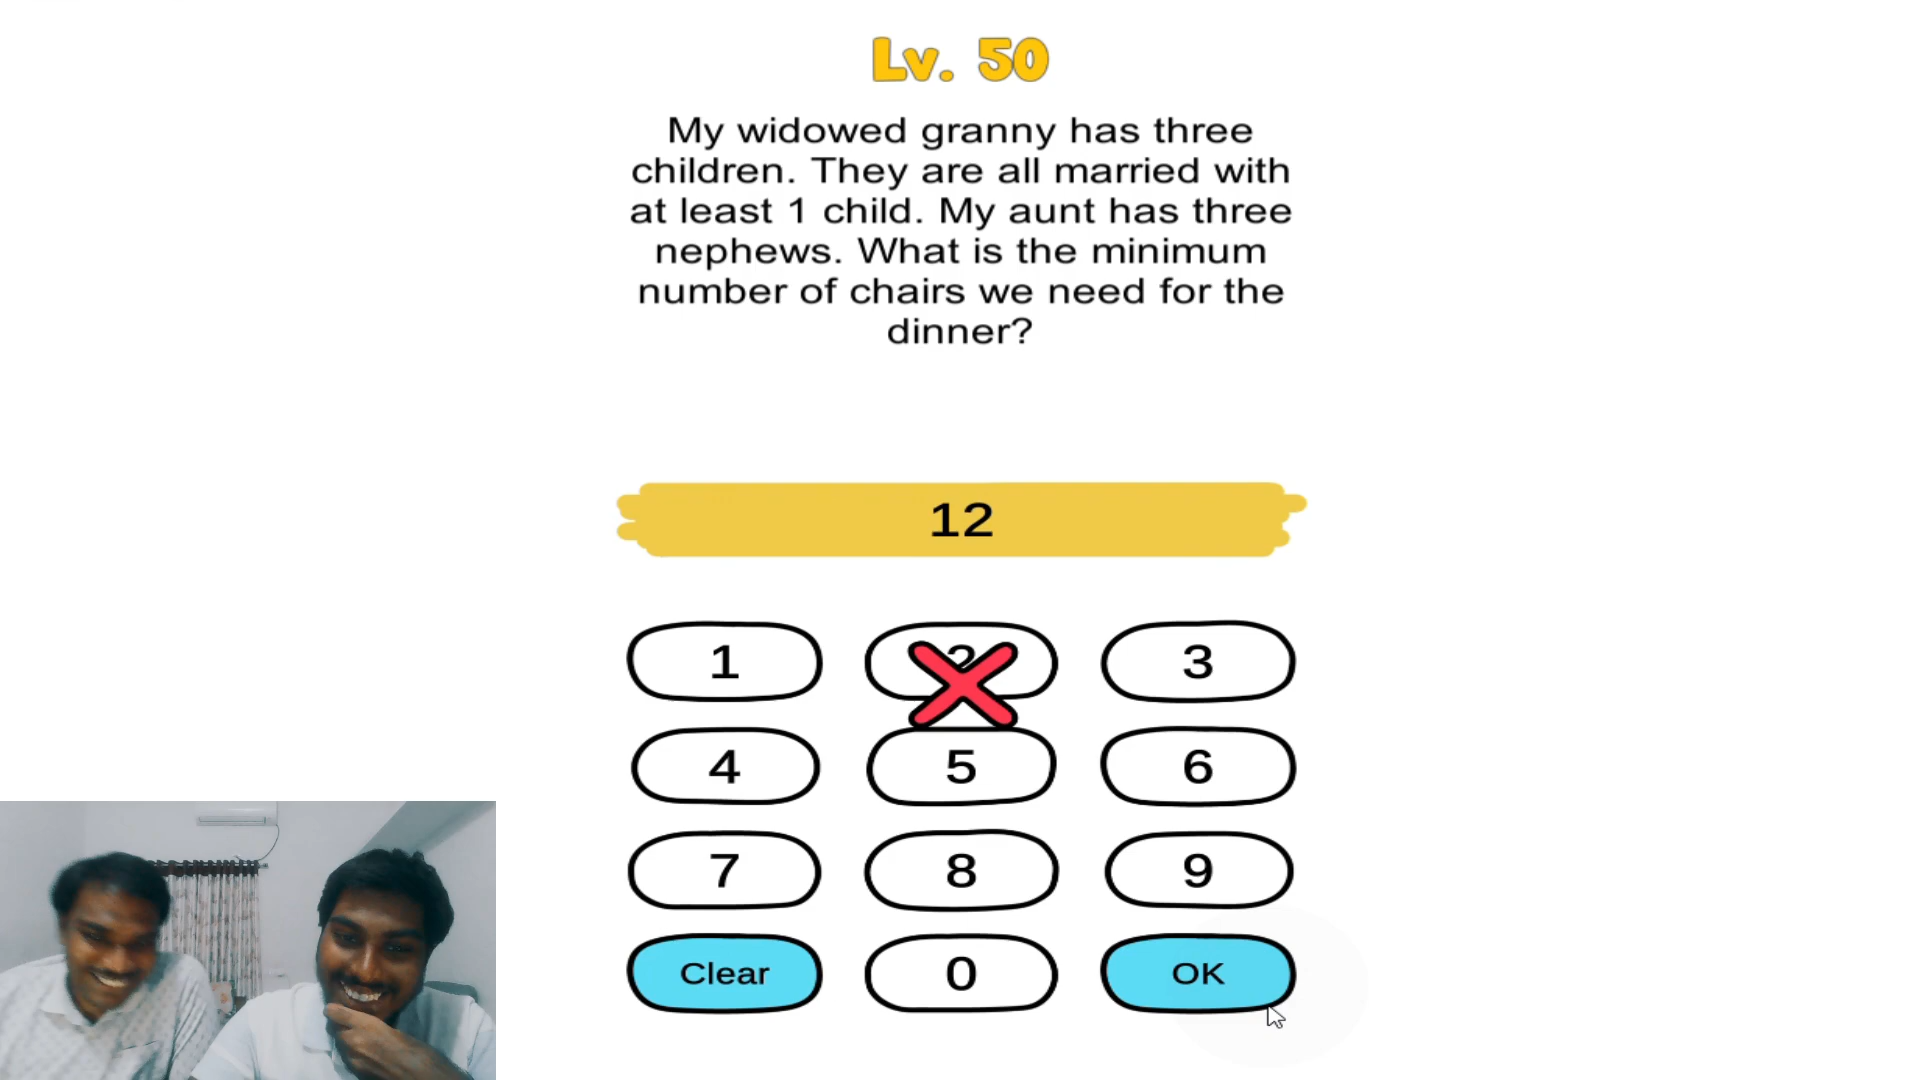 Lv. 50
My widowed granny has three
children. They are all married with
at least 1 child. My aunt has three
nephews. What is the minimum
number of chairs we need for the
dinner?
12
1 2 3
4 5 6
7 8 9
Clear 0 OK